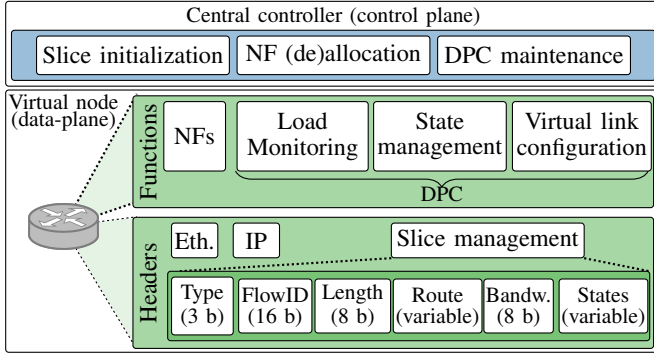 Central controller (control plane)
Slice initialization NF (de)allocation DPC maintenance
Virtual node
(data-plane)
Functions
NFs
Load
Monitoring
State
management
Virtual link
configuration
DPC
Headers
Eth. IP Slice management
Type
(3 b)
FlowID
(16 b)
Length
(8 b)
Route
(variable)
Bandw.
(8 b)
States
(variable)